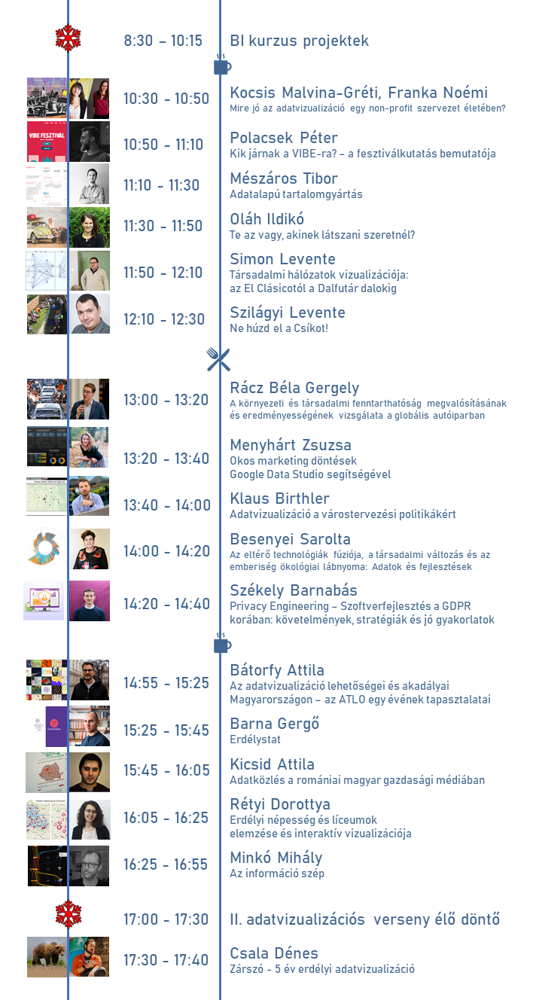 8:30 – 10:15
BI kurzus projektek
10:30 - 10:50
Kocsis Malvina-Gréti, Franka Noémi
Mire jó az adatvizualizáció egy non-profit szervezet életében?
VIBE FESZTIVÁL
10:50 - 11:10
Polacsek Péter
Kik járnak a VIBE-ra? – a fesztiválkutatás bemutatója
11:10 - 11:30
Mészáros Tibor
Adatalapú tartalomgyártás
11:30 - 11:50
Oláh Ildikó
Te az vagy, akinek látszani szeretnél?
11:50 - 12:10
Simon Levente
Társadalmi hálózatok vizualizációja:
az El Clásicotól a Dalfutár dalokig
12:10 - 12:30
Szilágyi Levente
Ne húzd el a Csíkot!
13:00 - 13:20
Rácz Béla Gergely
A környezeti és társadalmi fenntarthatóság megvalósításának
és eredményességének vizsgálata a globális autóiparban
13:20 - 13:40
Menyhárt Zsuzsa
Okos marketing döntések
Google Data Studio segítségével
13:40 - 14:00
Klaus Birthler
Adatvizualizáció a várostervezési politikákért
14:00 - 14:20
Besenyei Sarolta
Az eltérő technológiák fúziója, a társadalmi változás és az
emberiség ökológiai lábnyoma: Adatok és fejlesztések
14:20 - 14:40
Székely Barnabás
Privacy Engineering – Szoftverfejlesztés a GDPR
korában: követelmények, stratégiák és jó gyakorlatok
14:55 - 15:25
Bátorfy Attila
Az adatvizualizáció lehetőségei és akadályai
Magyarországon – az ATLO egy évének tapasztalatai
15:25 - 15:45
Barna Gergő
Erdélystat
15:45 - 16:05
Kicsid Attila
Adatközlés a romániai magyar gazdasági médiában
16:05 - 16:25
Rétyi Dorottya
Erdélyi népesség és líceumok
elemzése és interaktív vizualizációja
16:25 - 16:55
Minkó Mihály
Az információ szép
17:00 - 17:30
II. adatvizualizációs verseny élő döntő
17:30 - 17:40
Csala Dénes
Zárszó - 5 év erdélyi adatvizualizáció